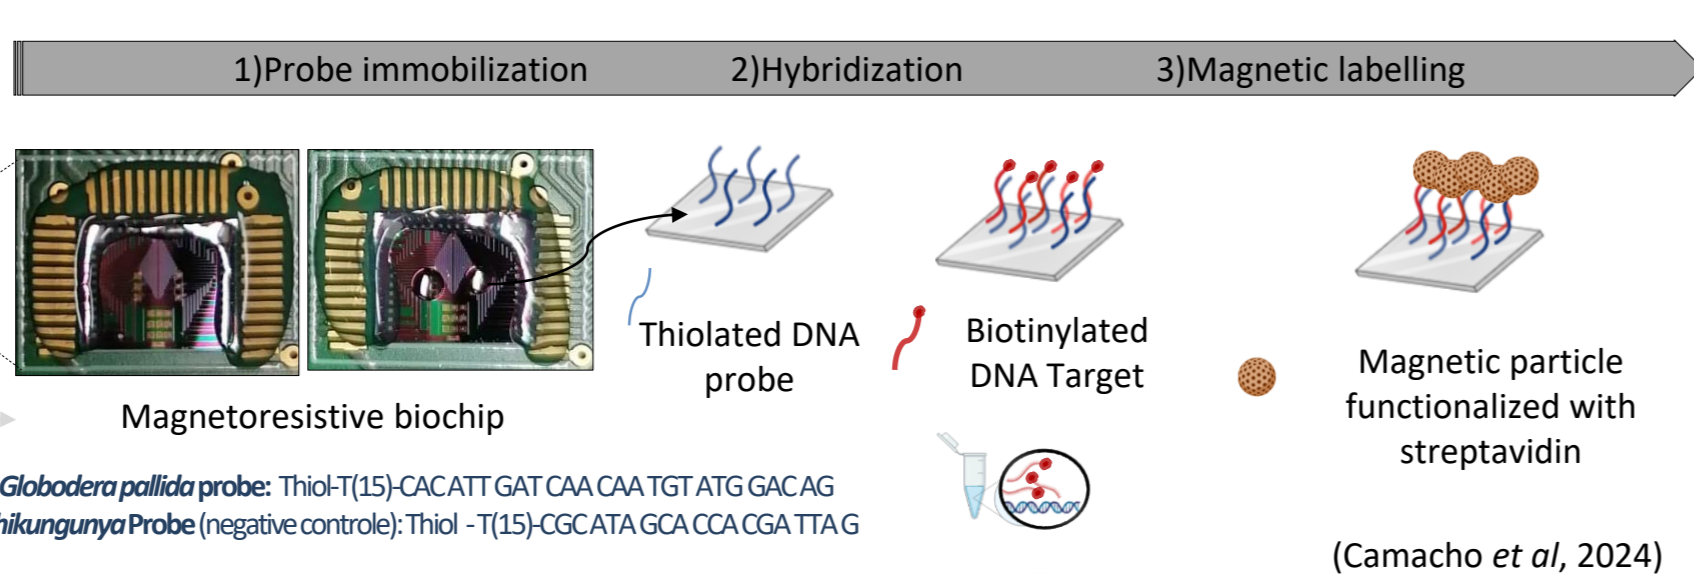 1)Probe immobilization
2)Hybridization
3)Magnetic labelling
Thiolated DNA
probe
Biotinylated
DNA Target
Magnetic particle
functionalized with
streptavidin
Magnetoresistive biochip
Globodera pallida probe: Thiol-T(15)-CAC ATT GAT CAA CAA TGT ATG GAC AG
hikungunya Probe (negative controle): Thiol - T(15)-CGC ATA GCA CCA CGA TTA G
(Camacho et al, 2024)